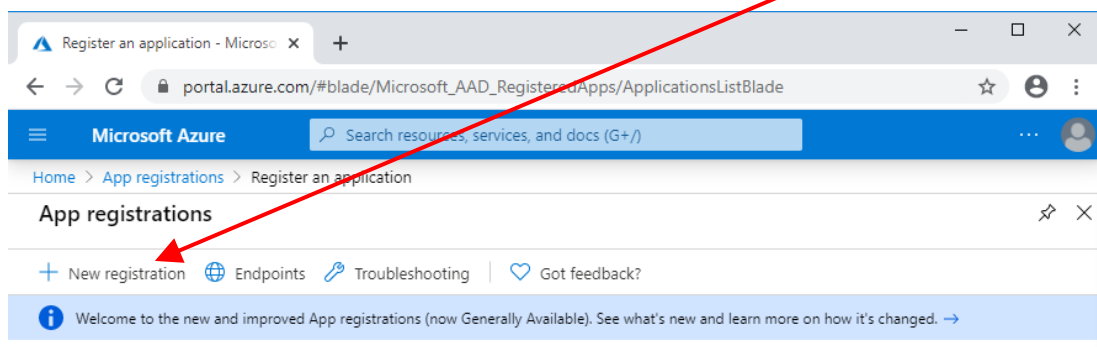 Register an application - Microso
portal.azure.com/#blade/Microsoft_AAD_RegisteredApps/ApplicationsListBlade
Microsoft Azure Search resources, services, and docs (G+/)
Home > App registrations > Register an application
App registrations
New registration Endpoints Troubleshooting Got feedback?
Welcome to the new and improved App registrations (now Generally Available). See what's new and learn more on how it's changed. →